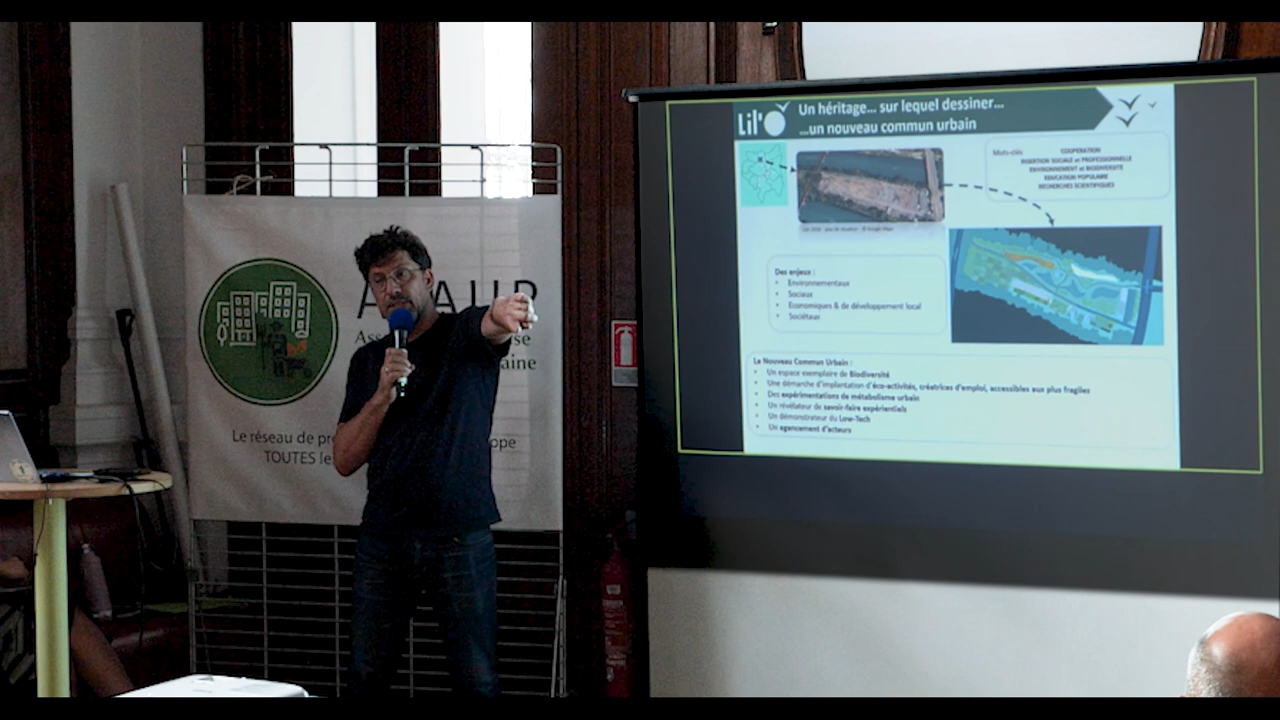 Lil'Ô
Un héritage... sur lequel dessiner...
...un nouveau commun urbain
Mots-clés
COOPERATION
INSERTION SOCIALE et PROFESSIONNELLE
ENVIRONNEMENT et BIODIVERSITÉ
EDUCATION POPULAIRE
RECHERCHES SCIENTIFIQUES
Des enjeux :
• Environnementaux
• Sociaux
• Economiques & de développement local
• Sociétaux
Le Nouveau Commun Urbain :
• Un espace exemplaire de Biodiversité
• Une démarche d'implantation d'éco-activités, créatrices d'emploi, accessibles aux plus fragiles
• Des expérimentations de métabolisme urbain
• Un révélateur de savoir-faire expérientiels
• Un démonstrateur du Low-Tech
• Un agencement d'acteurs
AUP
Ass
se
aine
Le réseau de pr
ope
TOUTES le